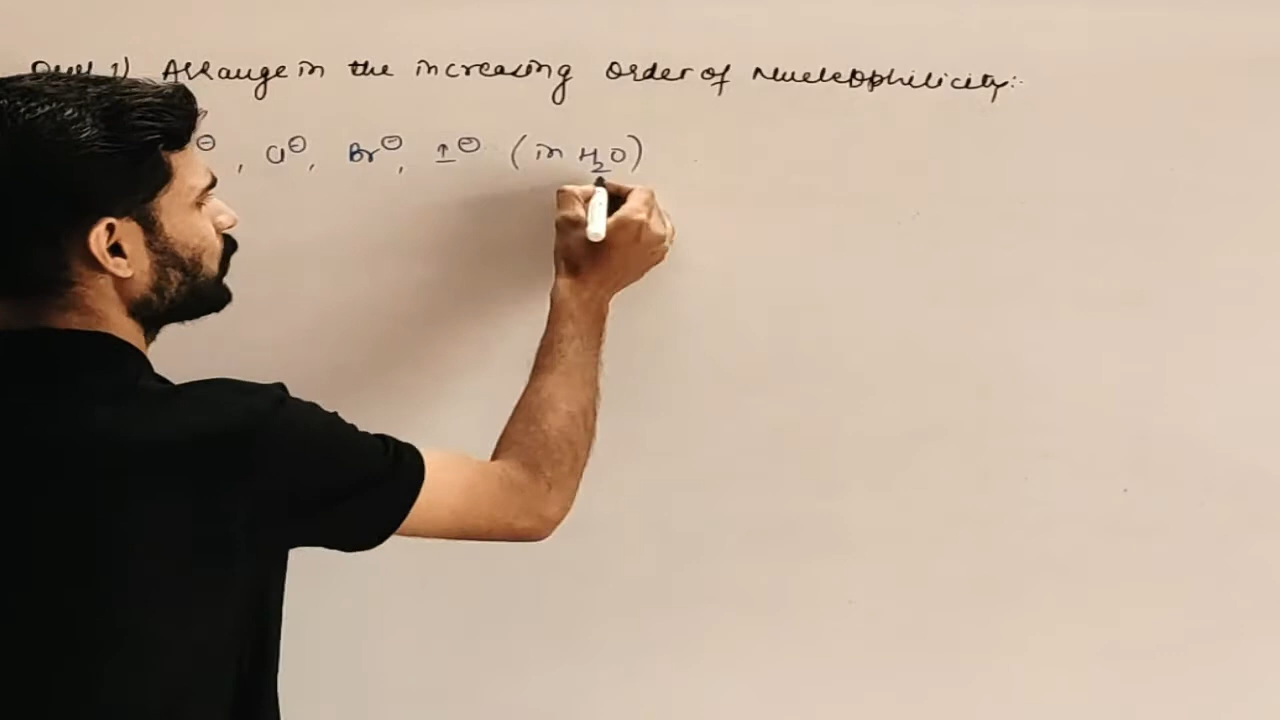 Ques 1) Arrange in the increasing order of Nucleophilicity:-
⊖, Cl⊖, Br⊖, I⊖ (in H₂O)